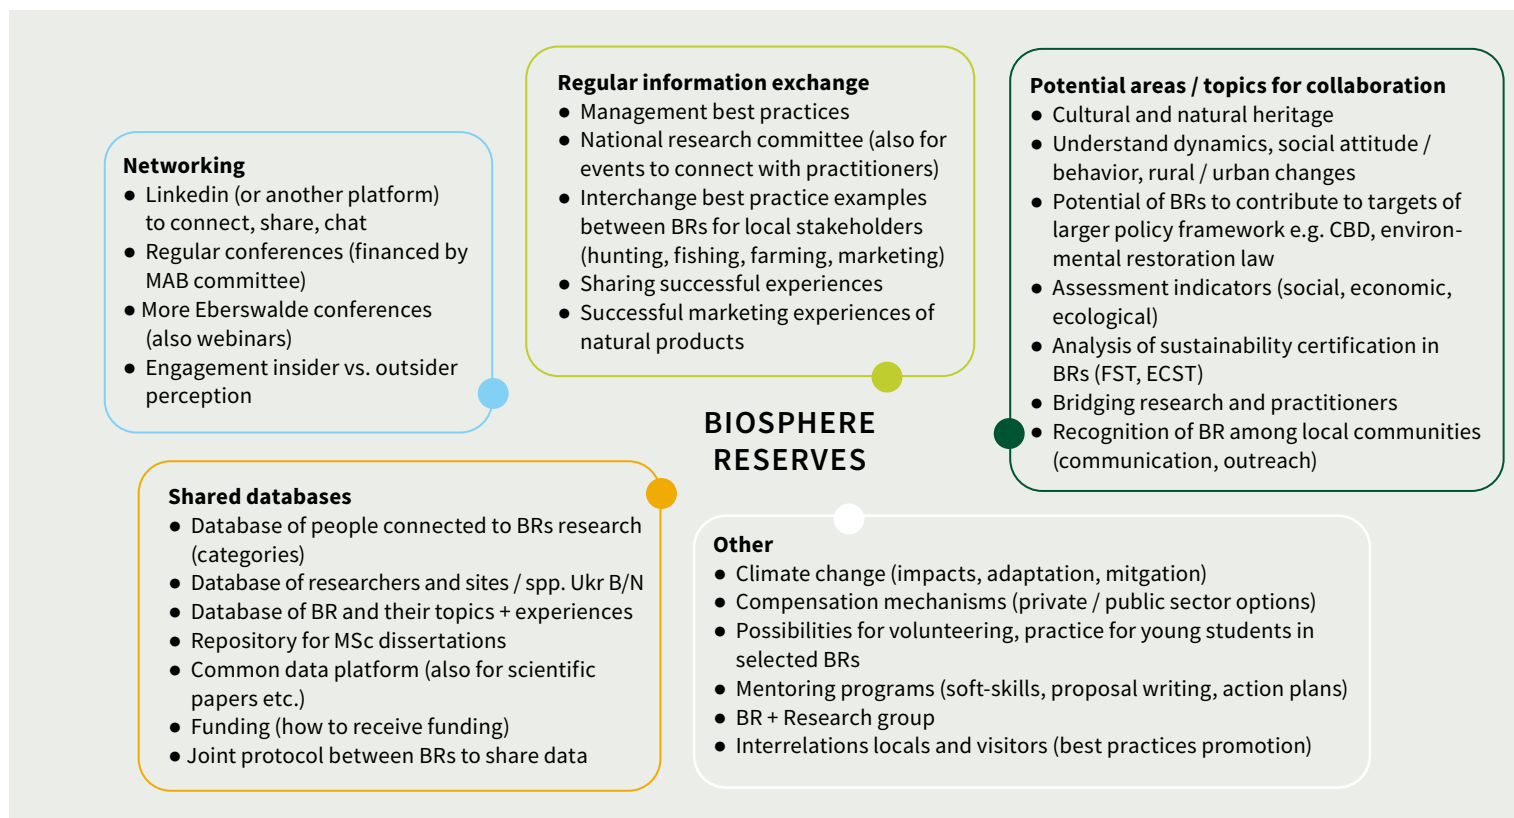 Networking
● Linkedin (or another platform)
to connect, share, chat
● Regular conferences (financed by
MAB committee)
● More Eberswalde conferences
(also webinars)
● Engagement insider vs. outsider
perception
Regular information exchange
● Management best practices
● National research committee (also for
events to connect with practitioners)
● Interchange best practice examples
between BRs for local stakeholders
(hunting, fishing, farming, marketing)
● Sharing successful experiences
● Successful marketing experiences of
natural products
Potential areas / topics for collaboration
● Cultural and natural heritage
● Understand dynamics, social attitude /
behavior, rural / urban changes
● Potential of BRs to contribute to targets of
larger policy framework e.g. CBD, environ-
mental restoration law
● Assessment indicators (social, economic,
ecological)
● Analysis of sustainability certification in
BRs (FST, ECST)
● Bridging research and practitioners
● Recognition of BR among local communities
(communication, outreach)
BIOSPHERE
RESERVES
Shared databases
● Database of people connected to BRs research
(categories)
● Database of researchers and sites / spp. Ukr B/N
● Database of BR and their topics + experiences
● Repository for MSc dissertations
● Common data platform (also for scientific
papers etc.)
● Funding (how to receive funding)
● Joint protocol between BRs to share data
Other
● Climate change (impacts, adaptation, mitgation)
● Compensation mechanisms (private / public sector options)
● Possibilities for volunteering, practice for young students in
selected BRs
● Mentoring programs (soft-skills, proposal writing, action plans)
● BR + Research group
● Interrelations locals and visitors (best practices promotion)